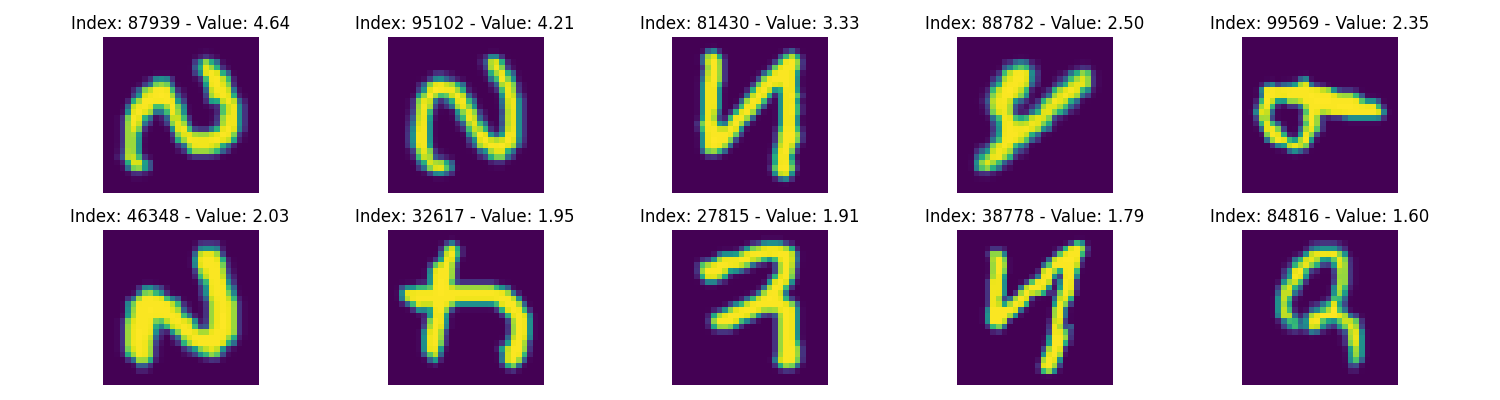 Index: 87939 - Value: 4.64 Index: 95102 - Value: 4.21 Index: 81430 - Value: 3.33 Index: 88782 - Value: 2.50 Index: 99569 - Value: 2.35
Index: 46348 - Value: 2.03 Index: 32617 - Value: 1.95 Index: 27815 - Value: 1.91 Index: 38778 - Value: 1.79 Index: 84816 - Value: 1.60